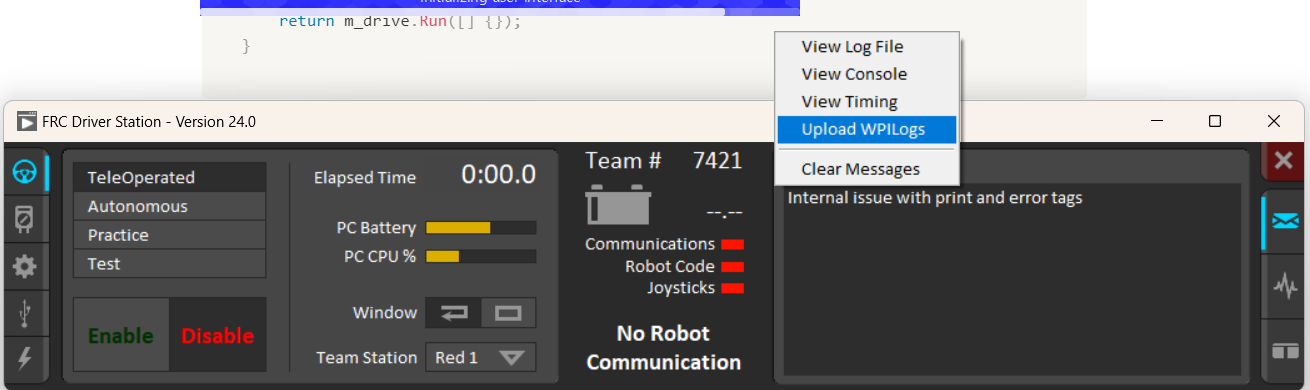 Initializing user interface
return m_drive.Run([] {});
}
View Log File
View Console
View Timing
Upload WPILogs
Clear Messages
FRC Driver Station - Version 24.0
TeleOperated
Autonomous
Practice
Test
Enable
Disable
Elapsed Time 0:00.0
PC Battery
PC CPU %
Window
Team Station Red 1
Team # 7421
--.--
Communications
Robot Code
Joysticks
No Robot
Communication
Internal issue with print and error tags